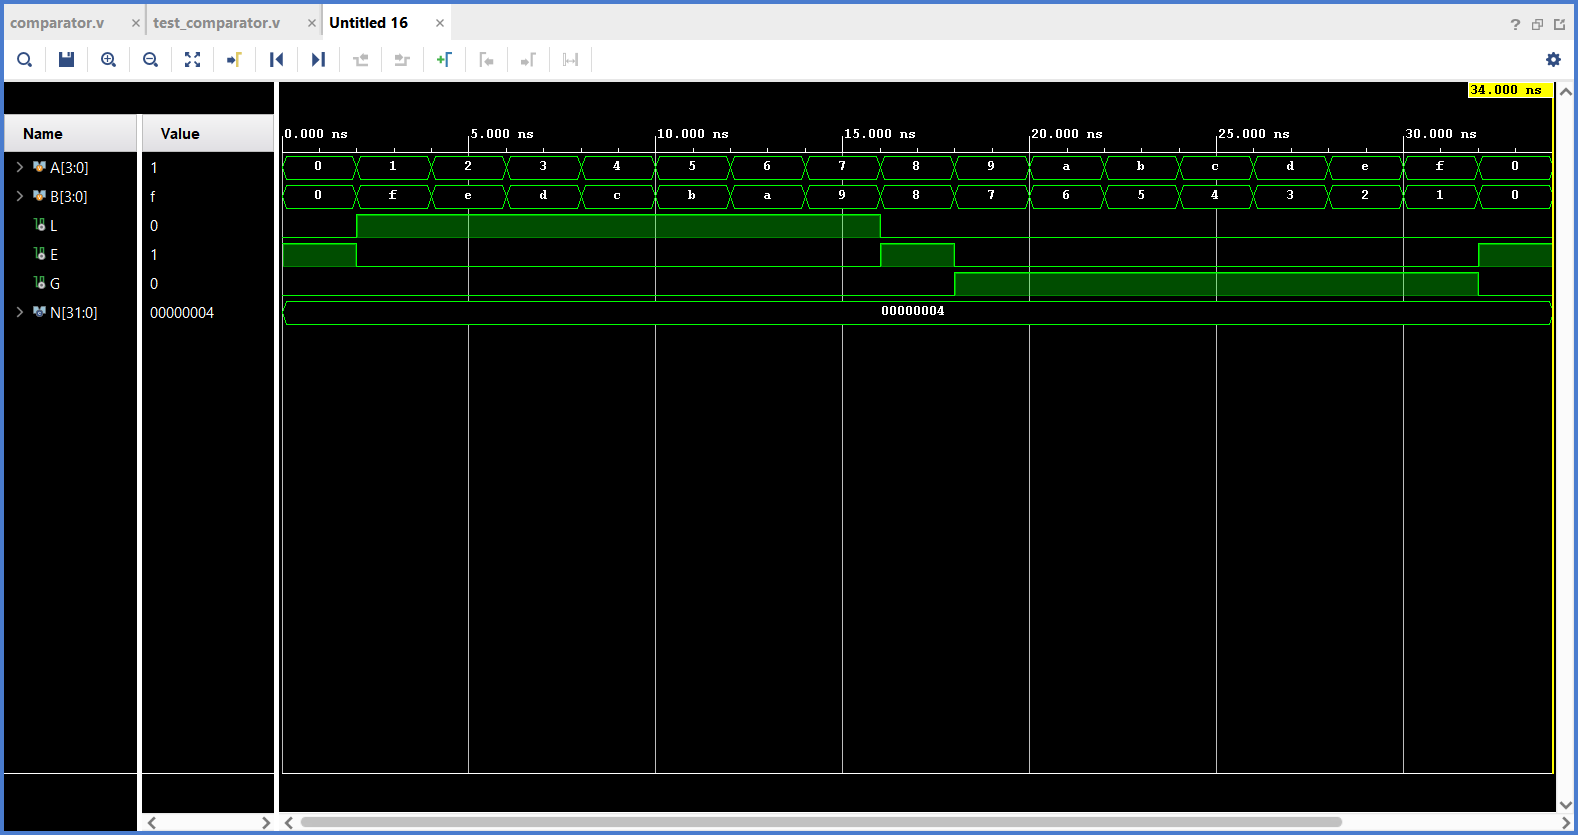 comparator.v × test_comparator.v × Untitled 16 ×
?
34.000 ns
Name Value
0.000 ns 5.000 ns 10.000 ns 15.000 ns 20.000 ns 25.000 ns 30.000 ns
A[3:0] 1 0 1 2 3 4 5 6 7 8 9 a b c d e f 0
B[3:0] f 0 f e d c b a 9 8 7 6 5 4 3 2 1 0
L 0
E 1
G 0
N[31:0] 00000004 00000004